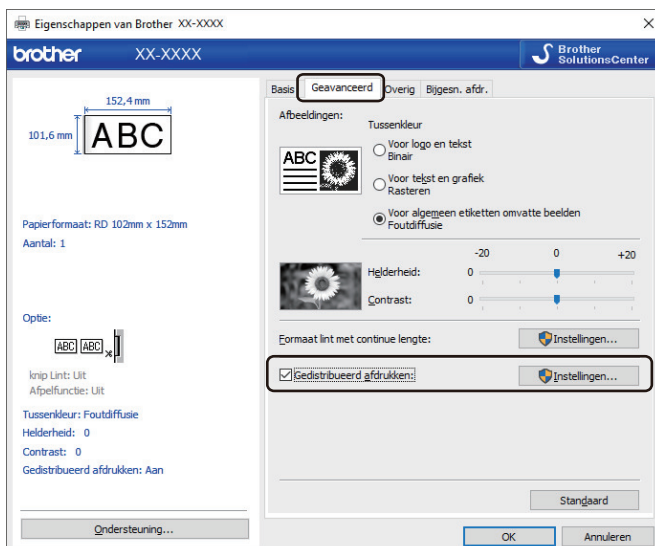 Eigenschappen van Brother XX-XXXX
brother XX-XXXX
Brother
SolutionsCenter
152,4 mm
101,6 mm
ABC
Papierformaat: RD 102mm x 152mm
Aantal: 1
Optie:
ABC ABC
knip Lint: Uit
Afpelfunctie: Uit
Tussenkleur: Foutdiffusie
Helderheid: 0
Contrast: 0
Gedistribueerd afdrukken: Aan
Ondersteuning...
Basis Geavanceerd Overig Bijgesn. afdr.
Afbeeldingen:
Tussenkleur
ABC
Voor logo en tekst
Binair
Voor tekst en grafiek
Rasteren
Voor algemeen etiketten omvatte beelden
Foutdiffusie
-20 0 +20
Helderheid: 0
Contrast: 0
Formaat lint met continue lengte: Instellingen...
Gedistribueerd afdrukken: Instellingen...
Standaard
OK Annuleren